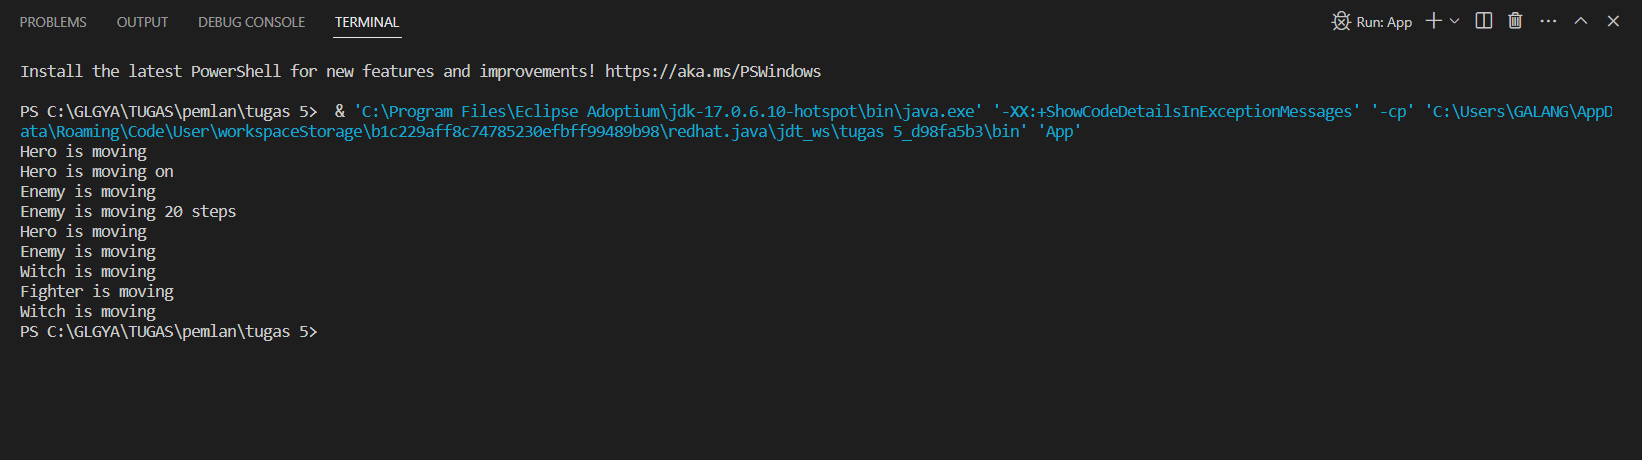 PROBLEMS OUTPUT DEBUG CONSOLE TERMINAL Run: App
Install the latest PowerShell for new features and improvements! https://aka.ms/PSWindows
PS C:\GLGYA\TUGAS\pemlan\tugas 5>  & 'C:\Program Files\Eclipse Adoptium\jdk-17.0.6.10-hotspot\bin\java.exe' '-XX:+ShowCodeDetailsInExceptionMessages' '-cp' 'C:\Users\GALANG\AppD
ata\Roaming\Code\User\workspaceStorage\b1c229aff8c74785230efbff99489b98\redhat.java\jdt_ws\tugas 5_d98fa5b3\bin' 'App'
Hero is moving
Hero is moving on
Enemy is moving
Enemy is moving 20 steps
Hero is moving
Enemy is moving
Witch is moving
Fighter is moving
Witch is moving
PS C:\GLGYA\TUGAS\pemlan\tugas 5>